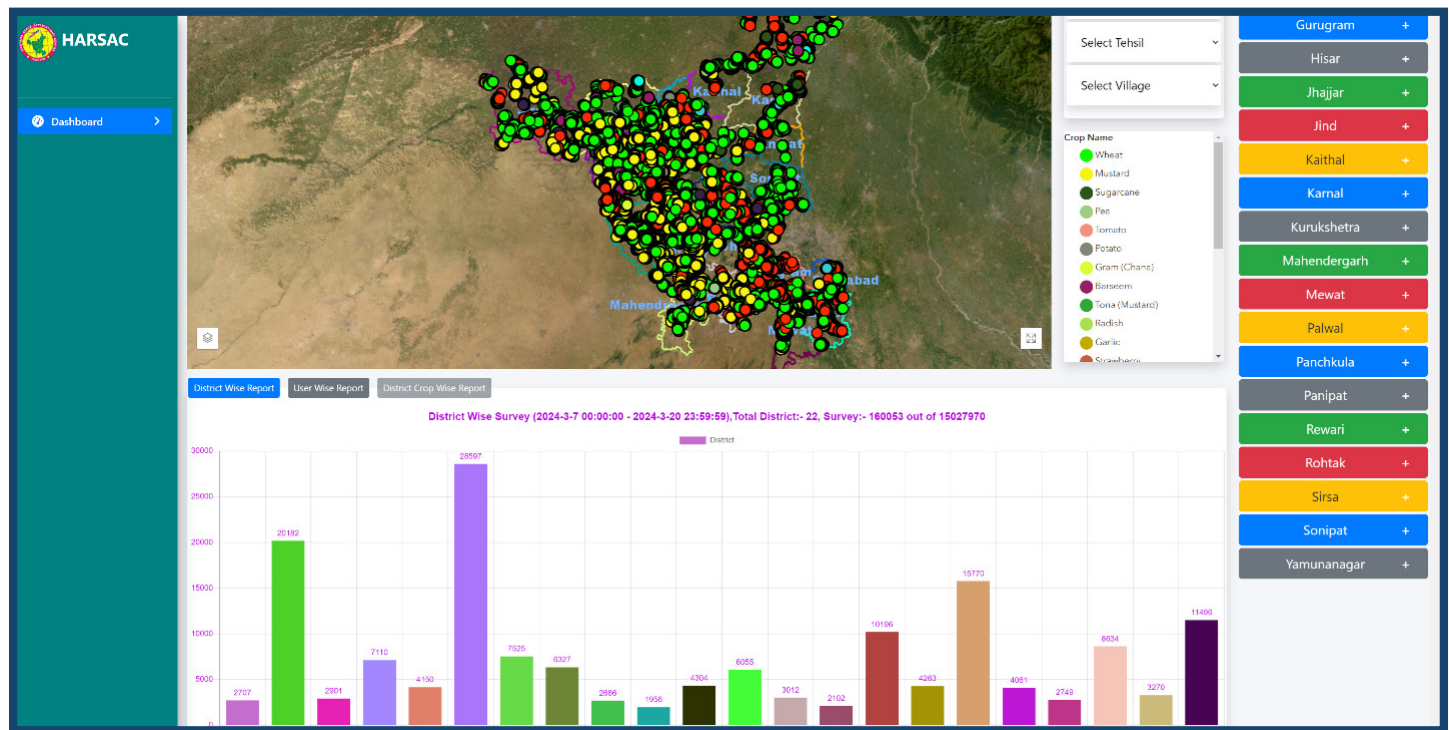 HARSAC
Dashboard
Select Tehsil
Select Village
Crop Name
Wheat
Mustard
Sugarcane
Pea
Tomato
Potato
Gram (Chana)
Barseem
Toria (Mustard)
Radish
Garlic
Strawberry
Gurugram +
Hisar +
Jhajjar +
Jind +
Kaithal +
Karnal +
Kurukshetra +
Mahendergarh +
Mewat +
Palwal +
Panchkula +
Panipat +
Rewari +
Rohtak +
Sirsa +
Sonipat +
Yamunanagar +
District Wise Report User Wise Report District Crop Wise Report
District Wise Survey (2024-3-7 00:00:00 - 2024-3-20 23:59:59),Total District:- 22, Survey:- 160053 out of 15027970
District
30000
25000
20000
15000
10000
5000
0
2707 20182 2901 7110 4150 28597 7525 6327 2686 1956 4304 6055 3012 2102 10196 4263 15770 4061 2749 8634 3270 11496